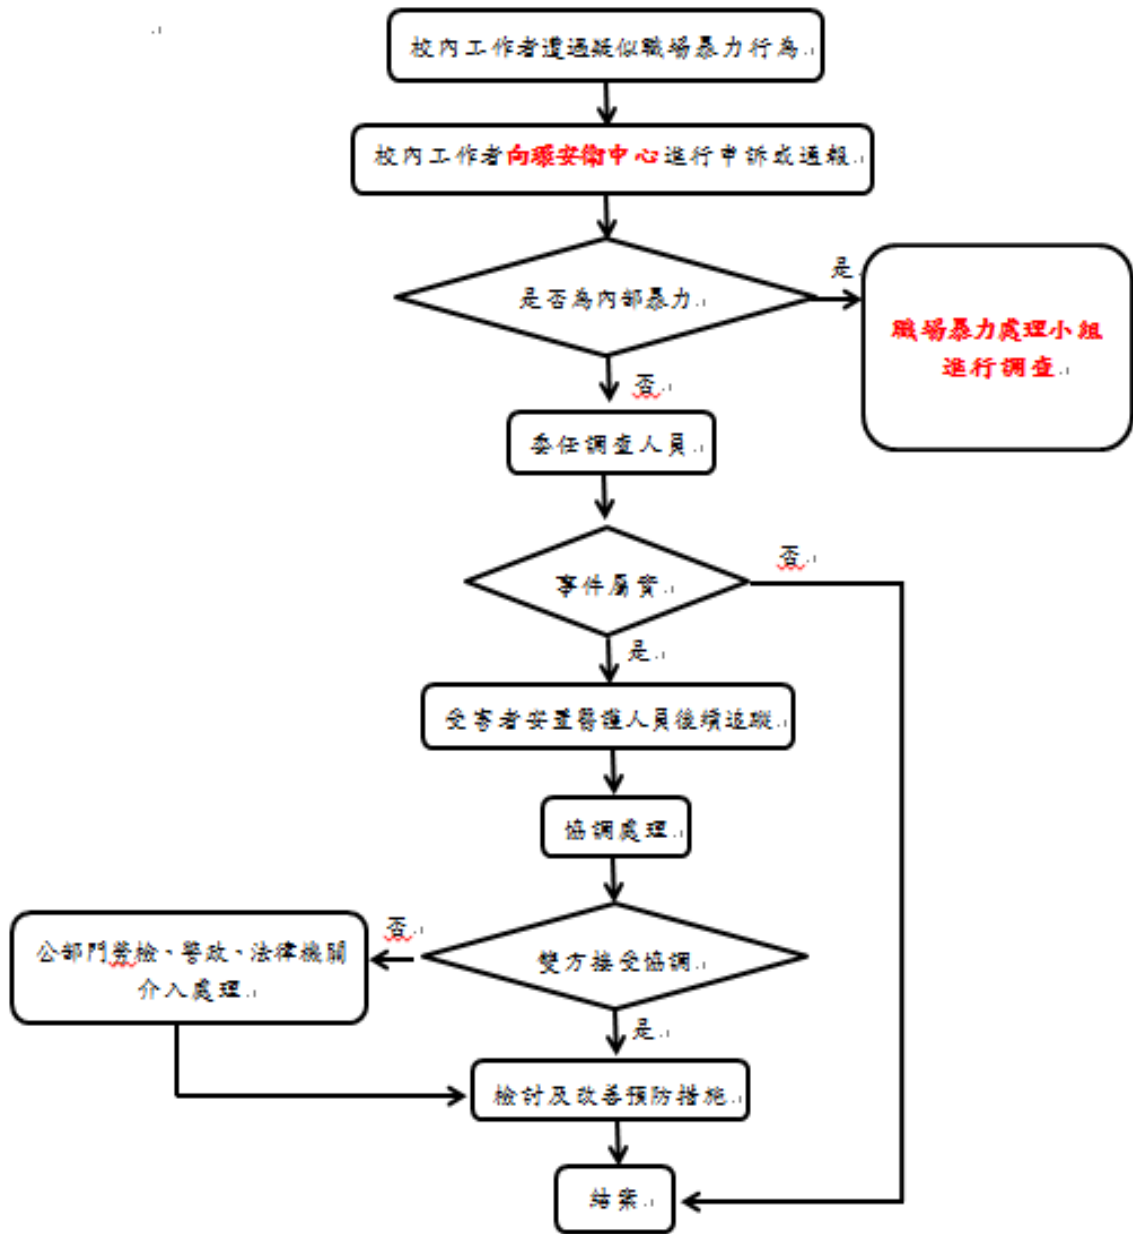 校內工作者遭遇疑似職場暴力行為
校內工作者向環安衛中心進行申訴或通報
是否為內部暴力
是
職場暴力處理小組
進行調查
否
委任調查人員
事件屬實
否
是
受害者安置醫護人員後續追蹤
協調處理
雙方接受協調
否
公部門勞檢、警政、法律機關
介入處理
是
檢討及改善預防措施
結案